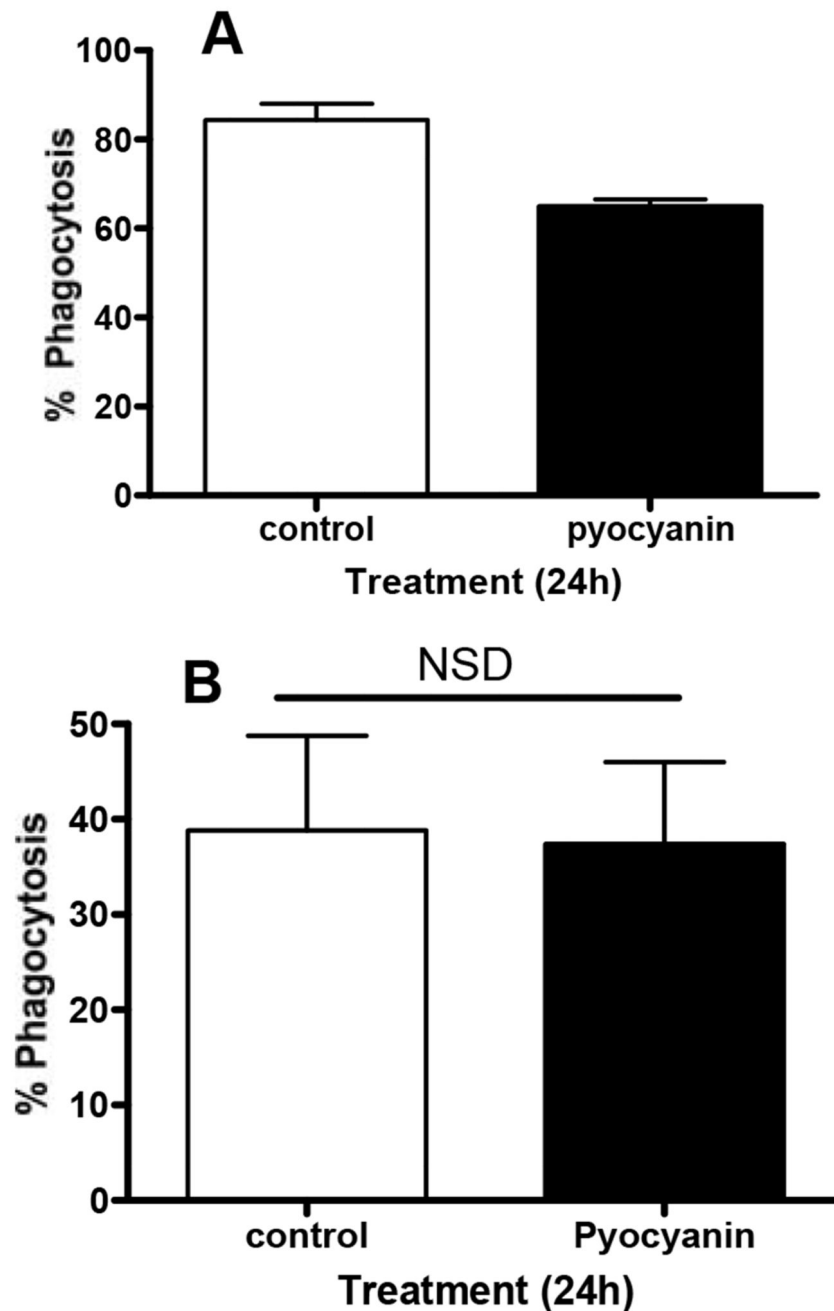 A
100
80
60
40
20
0
% Phagocytosis
control pyocyanin
Treatment (24h)
B
NSD
50
40
30
20
10
0
% Phagocytosis
control Pyocyanin
Treatment (24h)